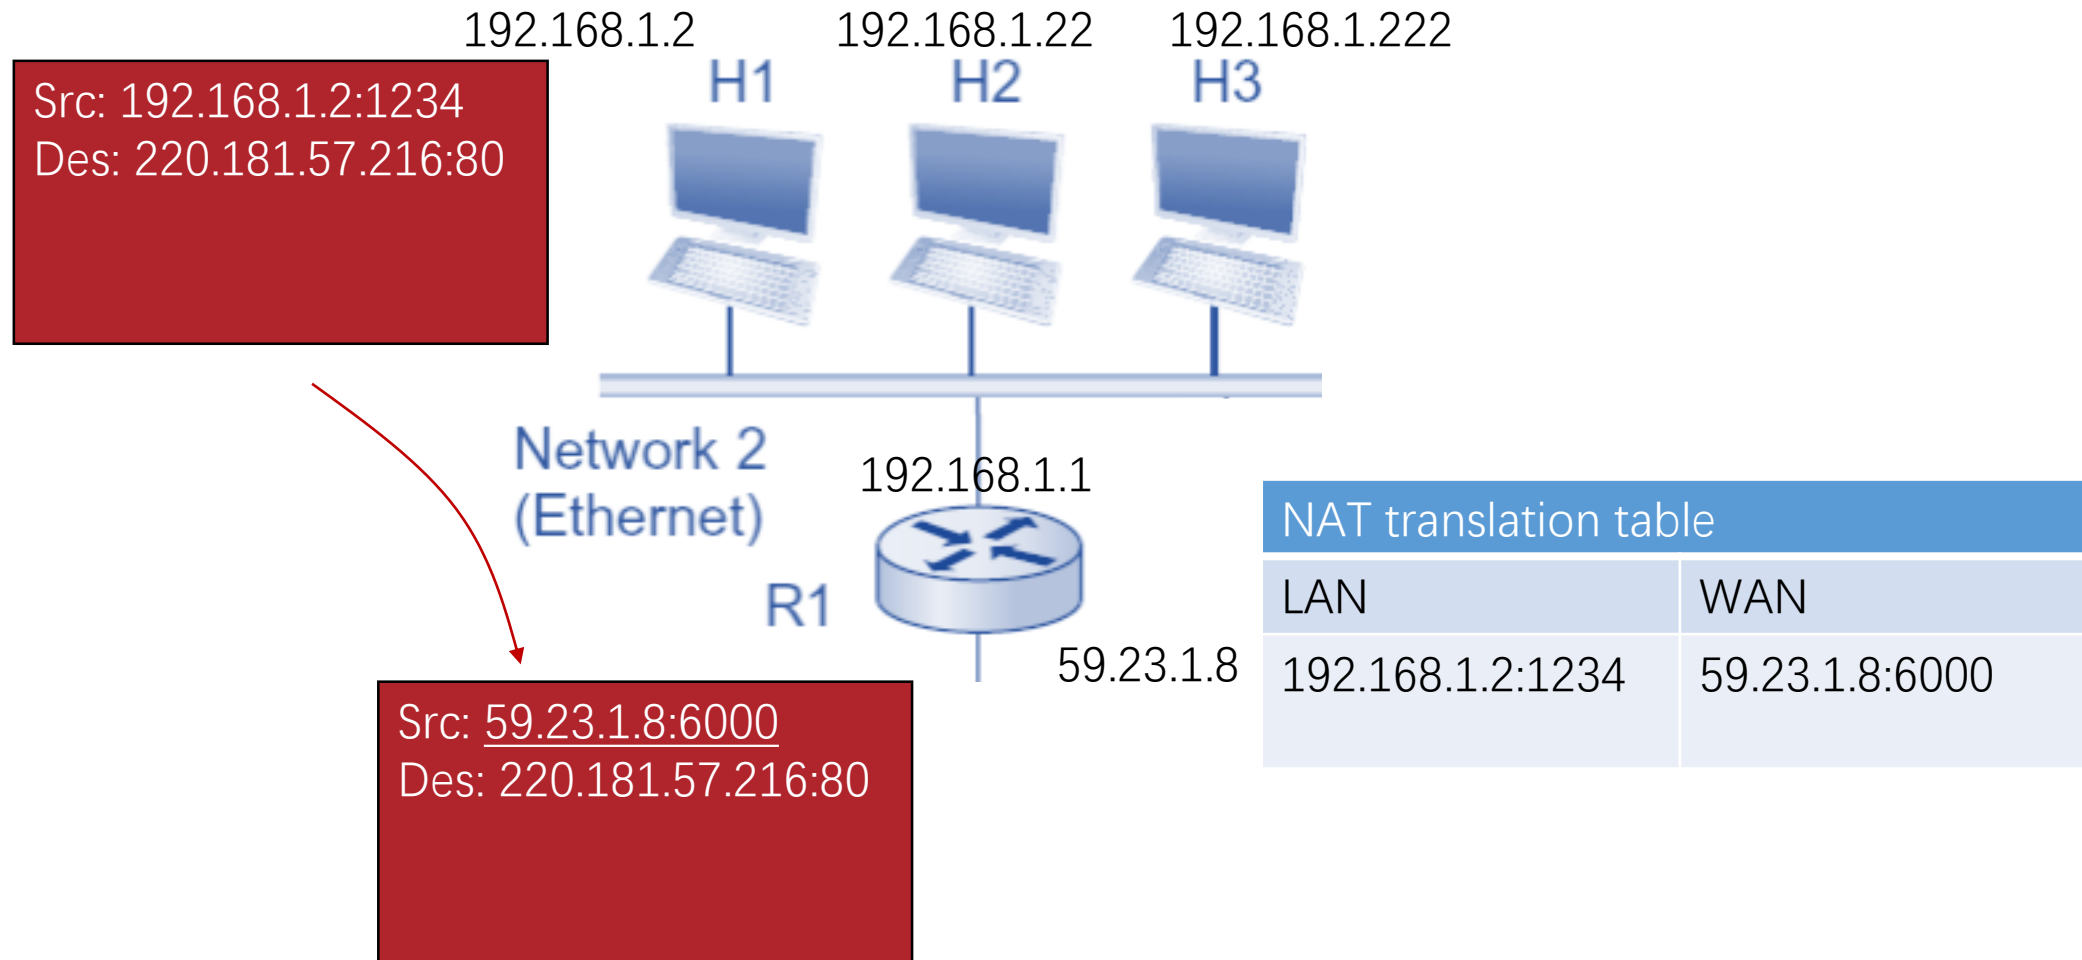 192.168.1.2
192.168.1.22
192.168.1.222
H1
H2
H3
Src: 192.168.1.2:1234
Des: 220.181.57.216:80
Network 2
(Ethernet)
192.168.1.1
R1
59.23.1.8
NAT translation table
LAN
WAN
192.168.1.2:1234
59.23.1.8:6000
Src: 59.23.1.8:6000
Des: 220.181.57.216:80